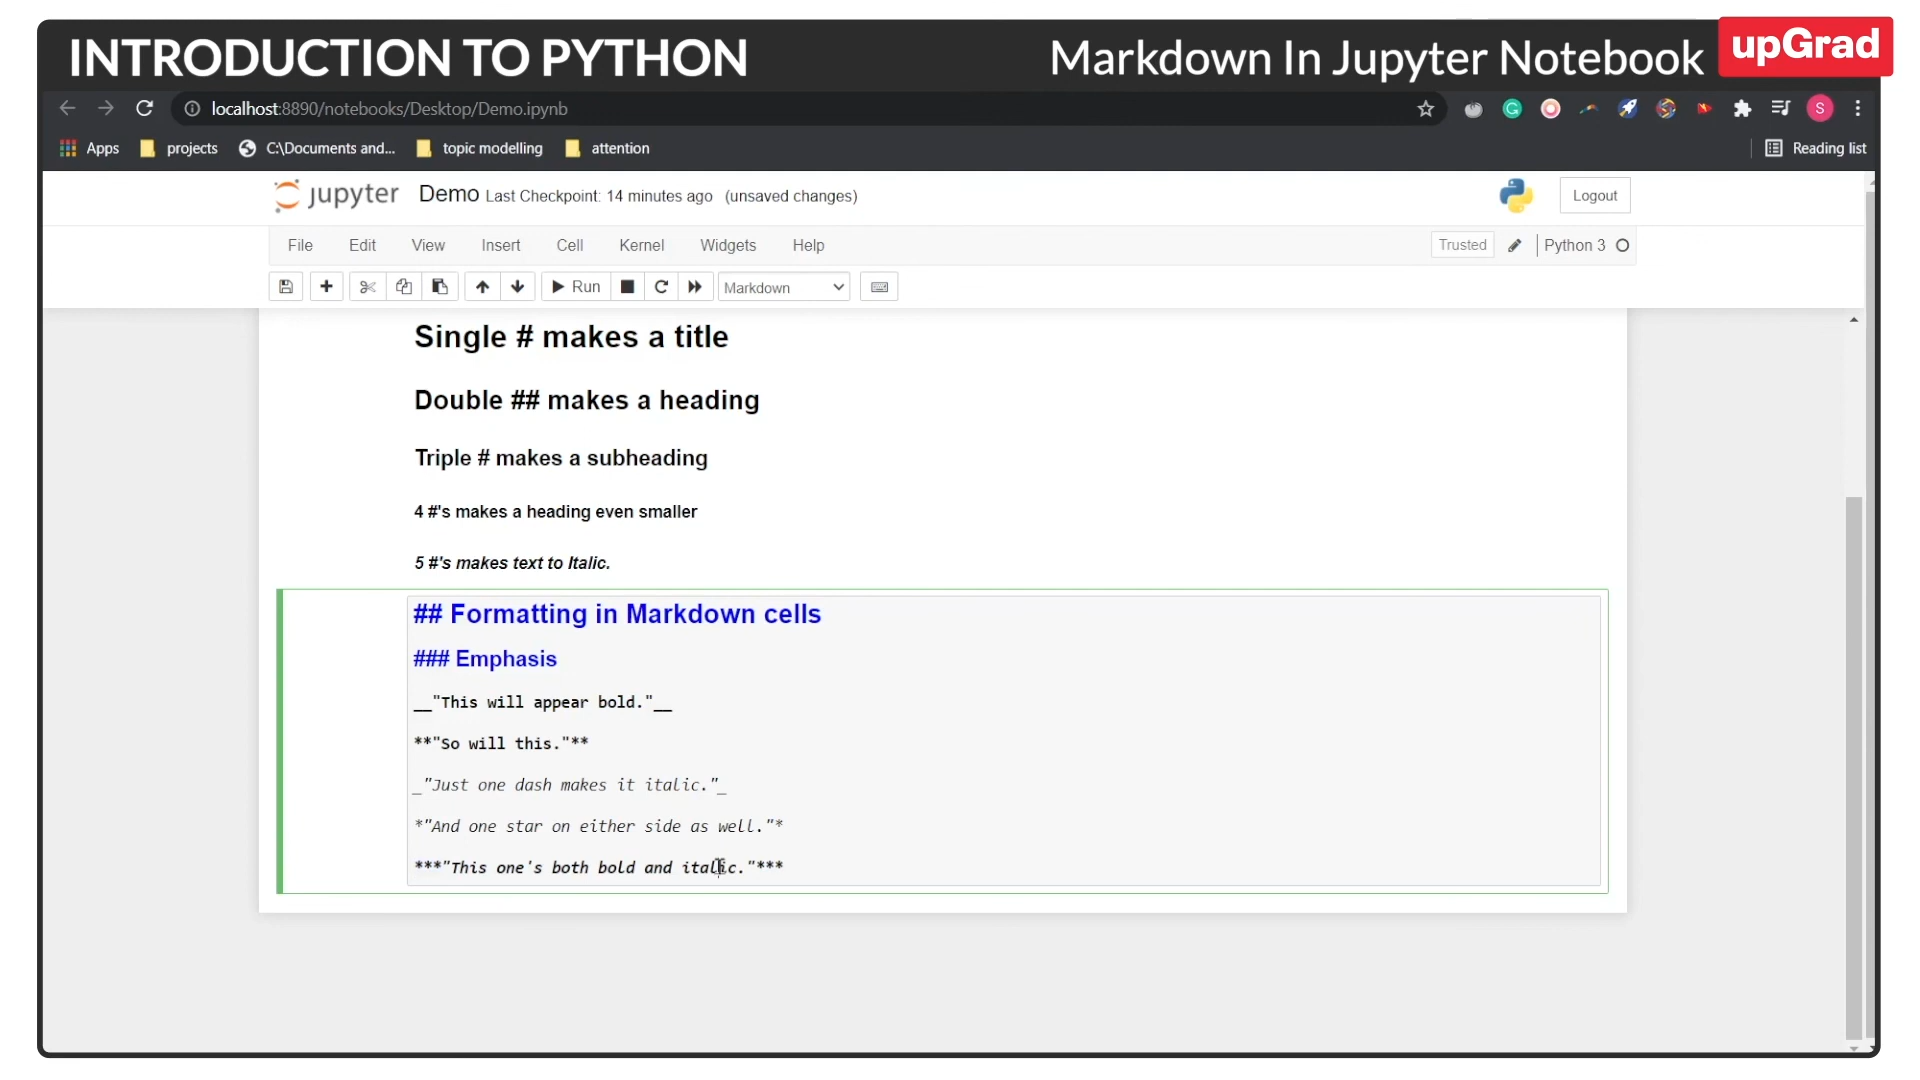 INTRODUCTION TO PYTHON
Markdown In Jupyter Notebook
upGrad
localhost:8890/notebooks/Desktop/Demo.ipynb
S
Apps
projects
C:\Documents and...
topic modelling
attention
Reading list
jupyter
Demo Last Checkpoint: 14 minutes ago (unsaved changes)
Logout
File Edit View Insert Cell Kernel Widgets Help
Trusted
Python 3
Run
Markdown
Single # makes a title
Double ## makes a heading
Triple # makes a subheading
4 #'s makes a heading even smaller
5 #'s makes text to Italic.
## Formatting in Markdown cells
### Emphasis
__"This will appear bold."__
**"So will this."**
_"Just one dash makes it italic."_
*"And one star on either side as well."*
***"This one's both bold and italic."***